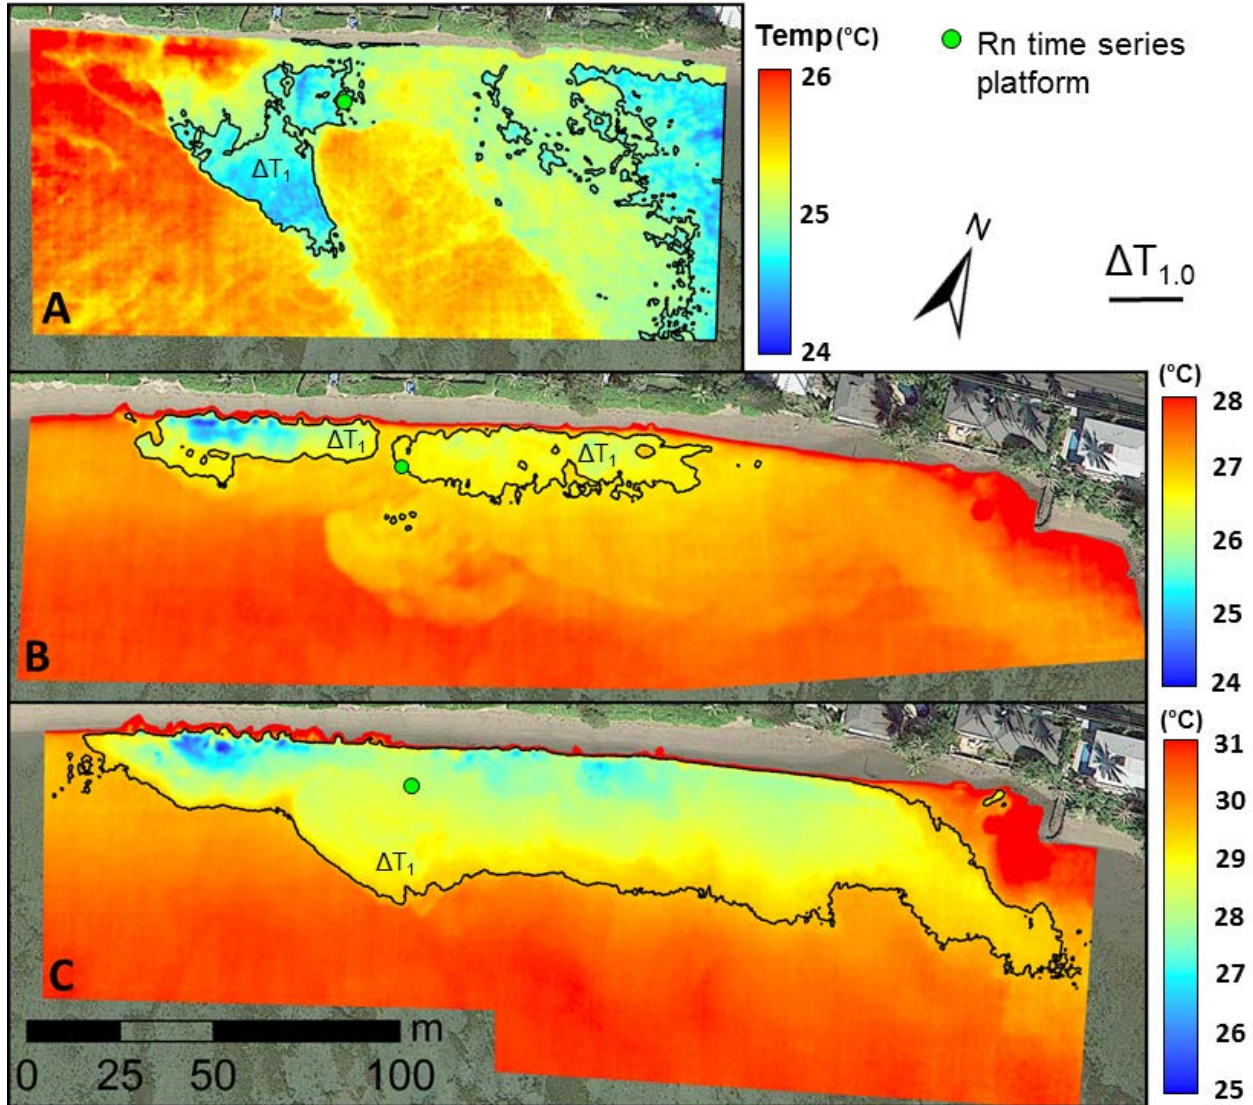 Temp (°C)
26
25
24
Rn time series
platform
N
ΔT1.0
ΔT1
A
(°C)
28
27
26
25
24
ΔT1
ΔT1
B
(°C)
31
30
29
28
27
26
25
ΔT1
C
m
0 25 50 100